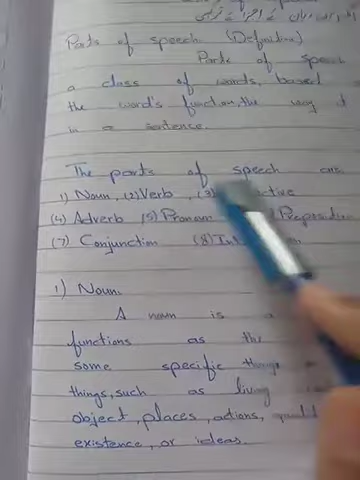 Parts of speech (Definition)
Parts of speech
a class of words, based
the word's function, the way it
in a sentence.
The parts of speech are
1) Noun, (2) Verb, (3)
(4) Adverb (5) Pronoun Preposition
(7) Conjunction (8)
1) Noun.
A noun is a
functions as the
some specific things
things, such as living
object, places, actions,
existence, or ideas.